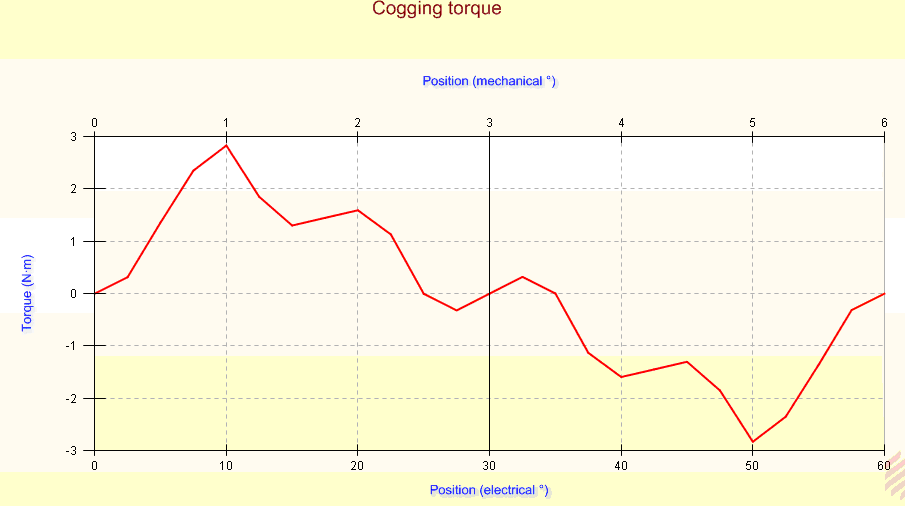 Cogging torque
Position (mechanical °)
0 1 2 3 4 5 6
3
2
1
0
-1
-2
-3
Torque (N·m)
0 10 20 30 40 50 60
Position (electrical °)